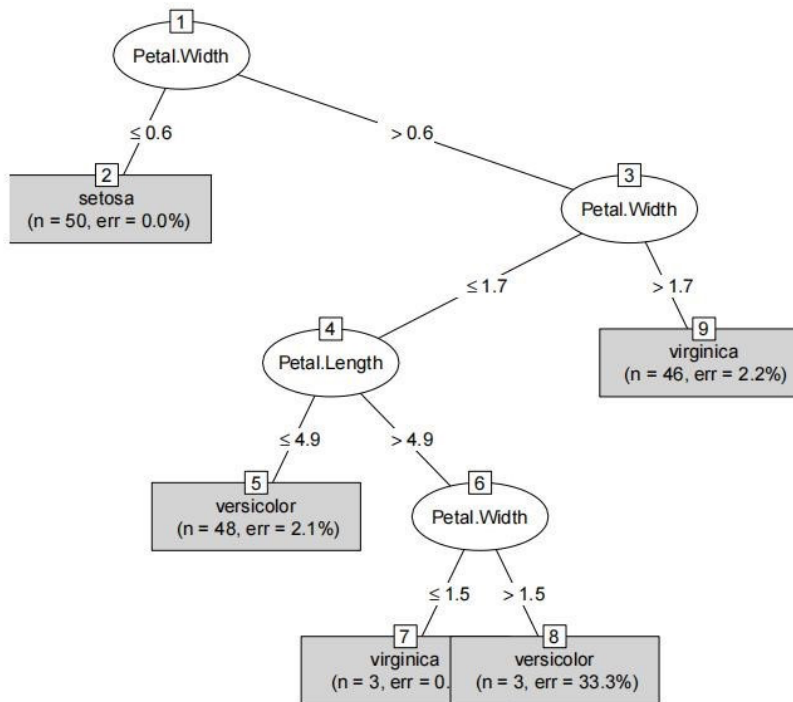 1
Petal.Width
≤ 0.6
> 0.6
2
setosa
(n = 50, err = 0.0%)
3
Petal.Width
≤ 1.7
> 1.7
4
Petal.Length
9
virginica
(n = 46, err = 2.2%)
≤ 4.9
> 4.9
5
versicolor
(n = 48, err = 2.1%)
6
Petal.Width
≤ 1.5
> 1.5
7
virginica
(n = 3, err = 0.
8
versicolor
(n = 3, err = 33.3%)